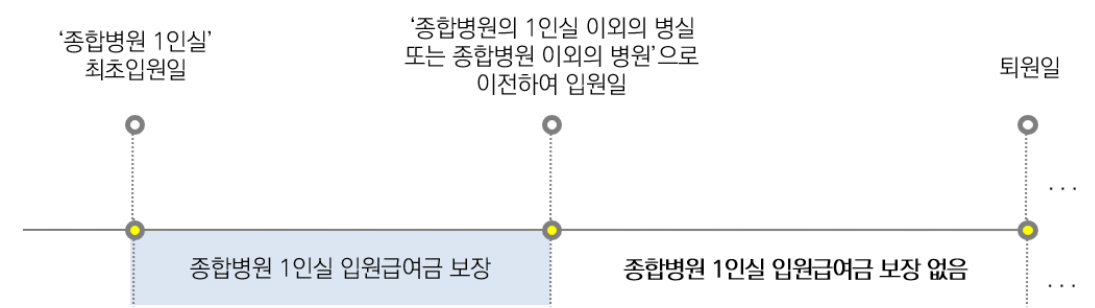 ‘종합병원 1인실’
최초입원일
‘종합병원의 1인실 이외의 병실
또는 종합병원 이외의 병원’으로
이전하여 입원일
퇴원일
. . .
종합병원 1인실 입원급여금 보장
종합병원 1인실 입원급여금 보장 없음
. . .